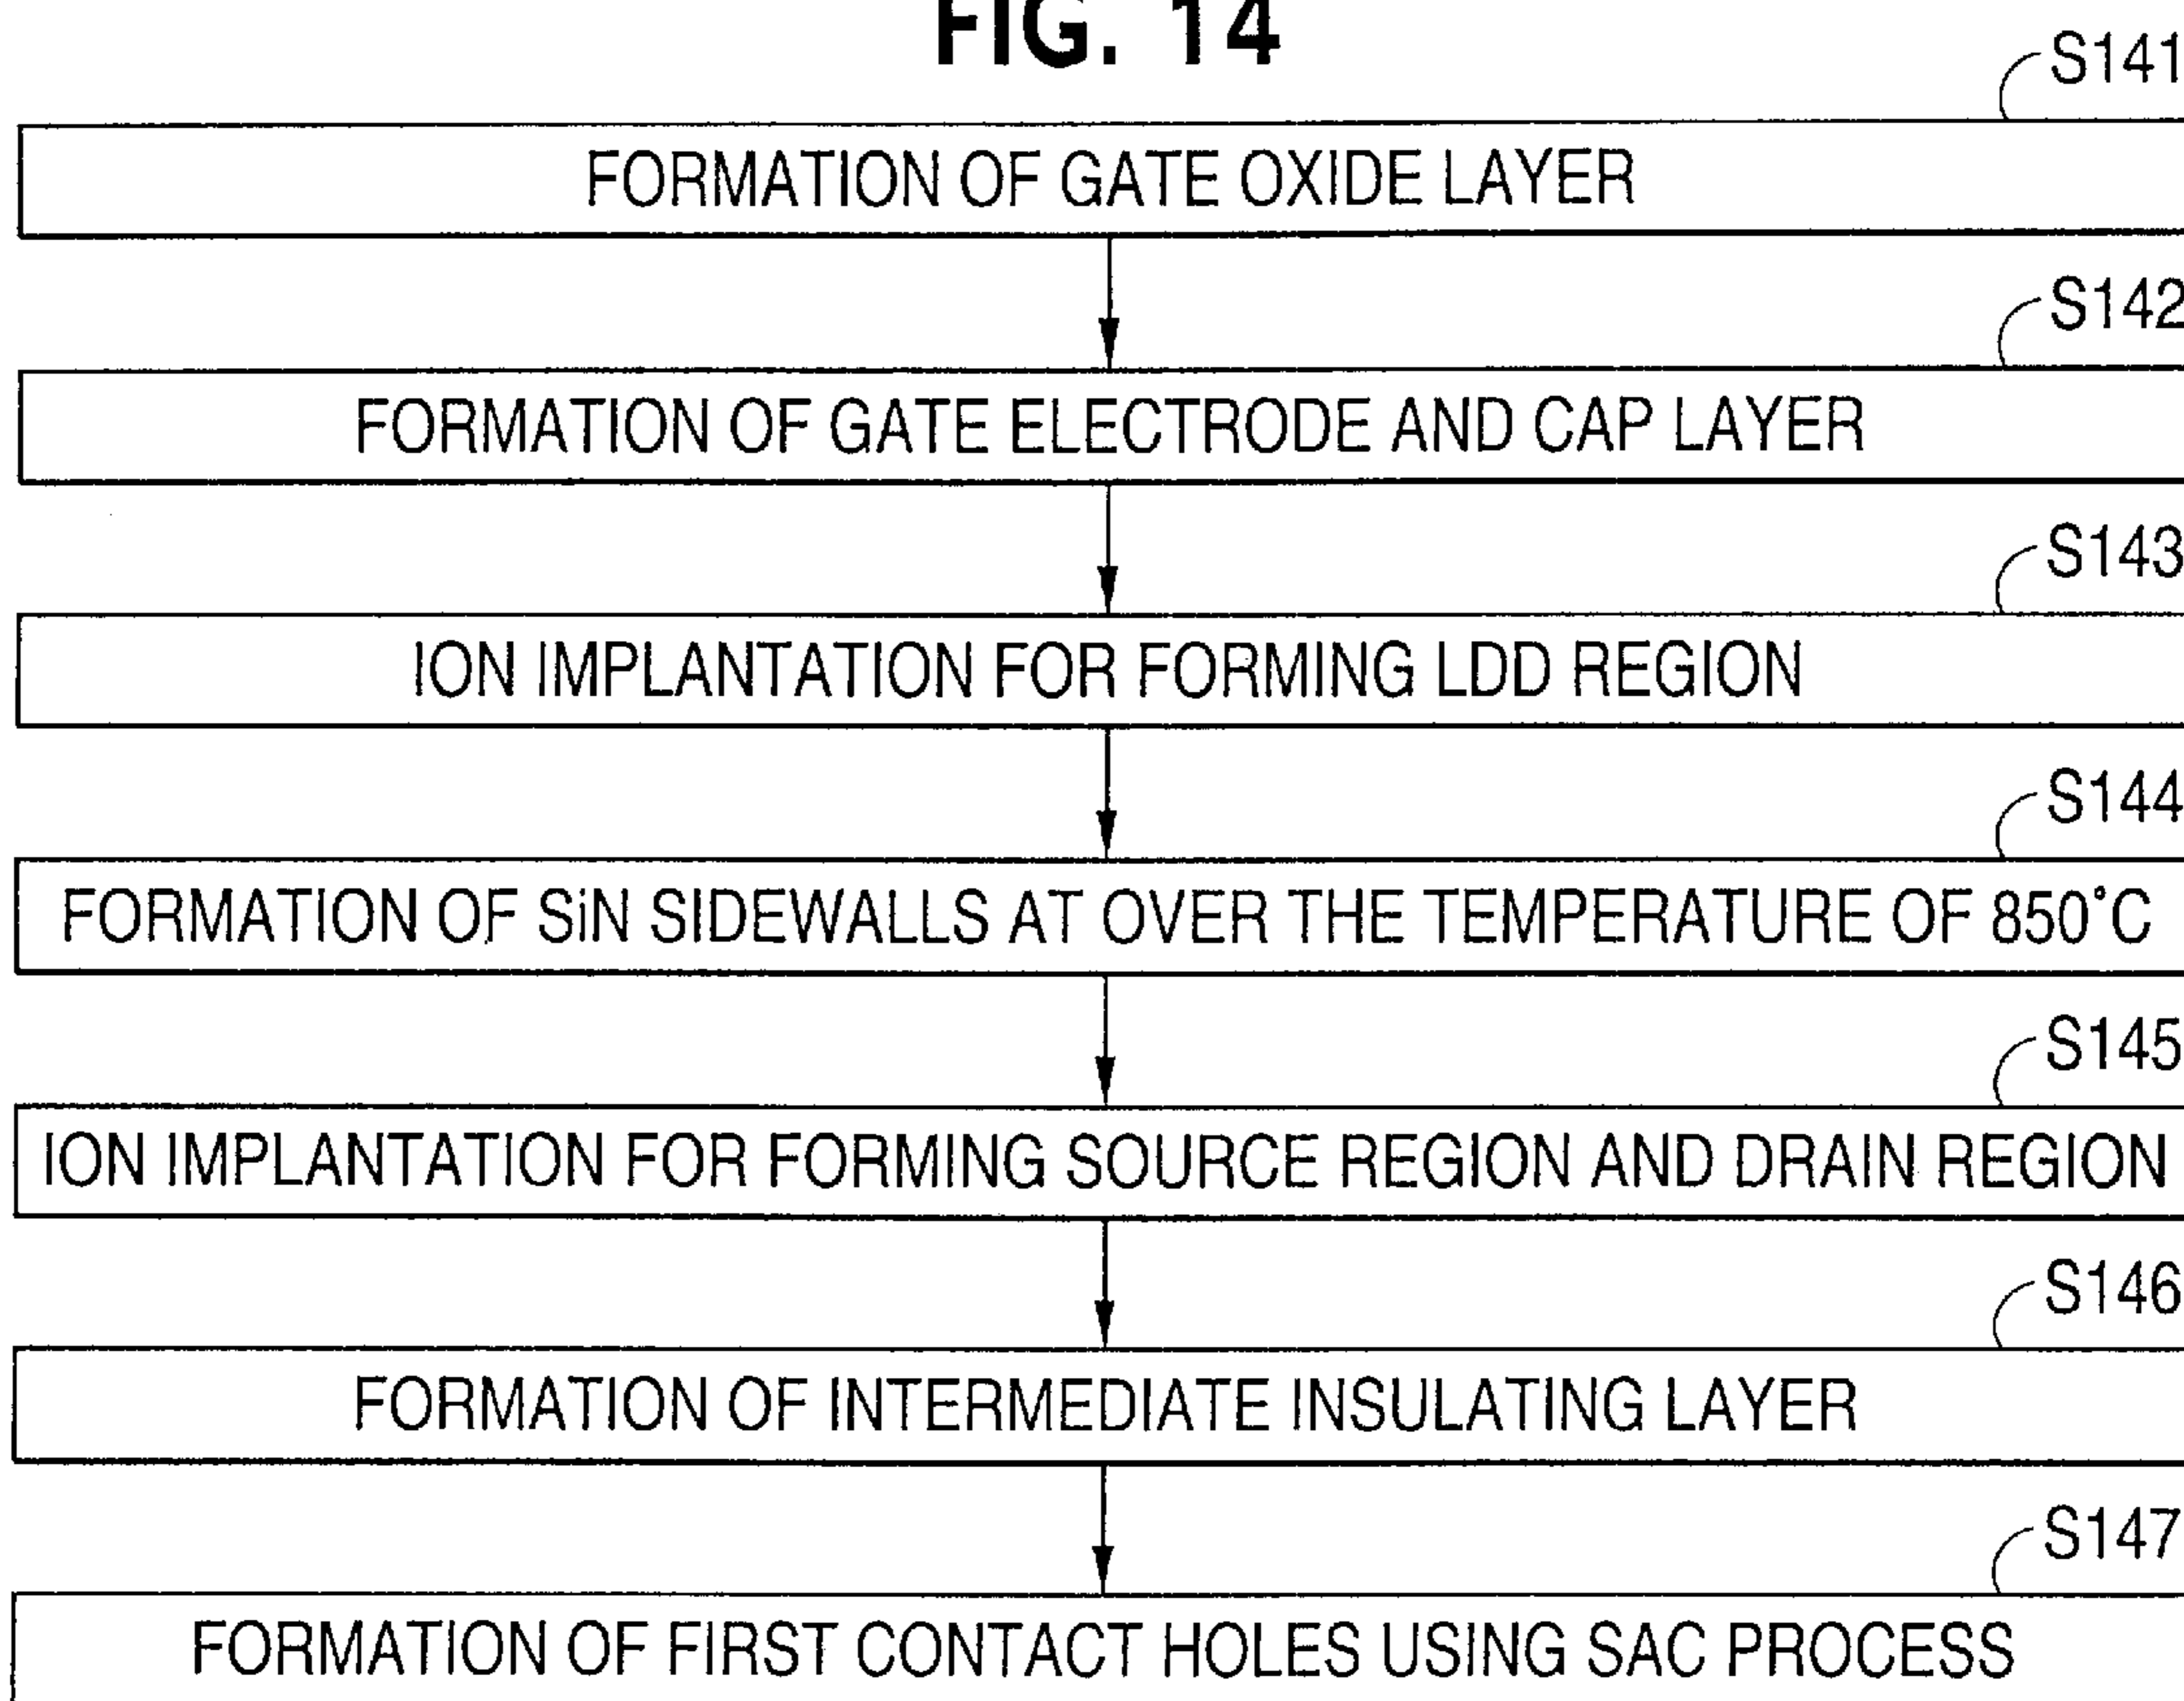 FIG. 14
S141
FORMATION OF GATE OXIDE LAYER
S142
FORMATION OF GATE ELECTRODE AND CAP LAYER
S143
ION IMPLANTATION FOR FORMING LDD REGION
S144
FORMATION OF SiN SIDEWALLS AT OVER THE TEMPERATURE OF 850°C
S145
ION IMPLANTATION FOR FORMING SOURCE REGION AND DRAIN REGION
S146
FORMATION OF INTERMEDIATE INSULATING LAYER
S147
FORMATION OF FIRST CONTACT HOLES USING SAC PROCESS